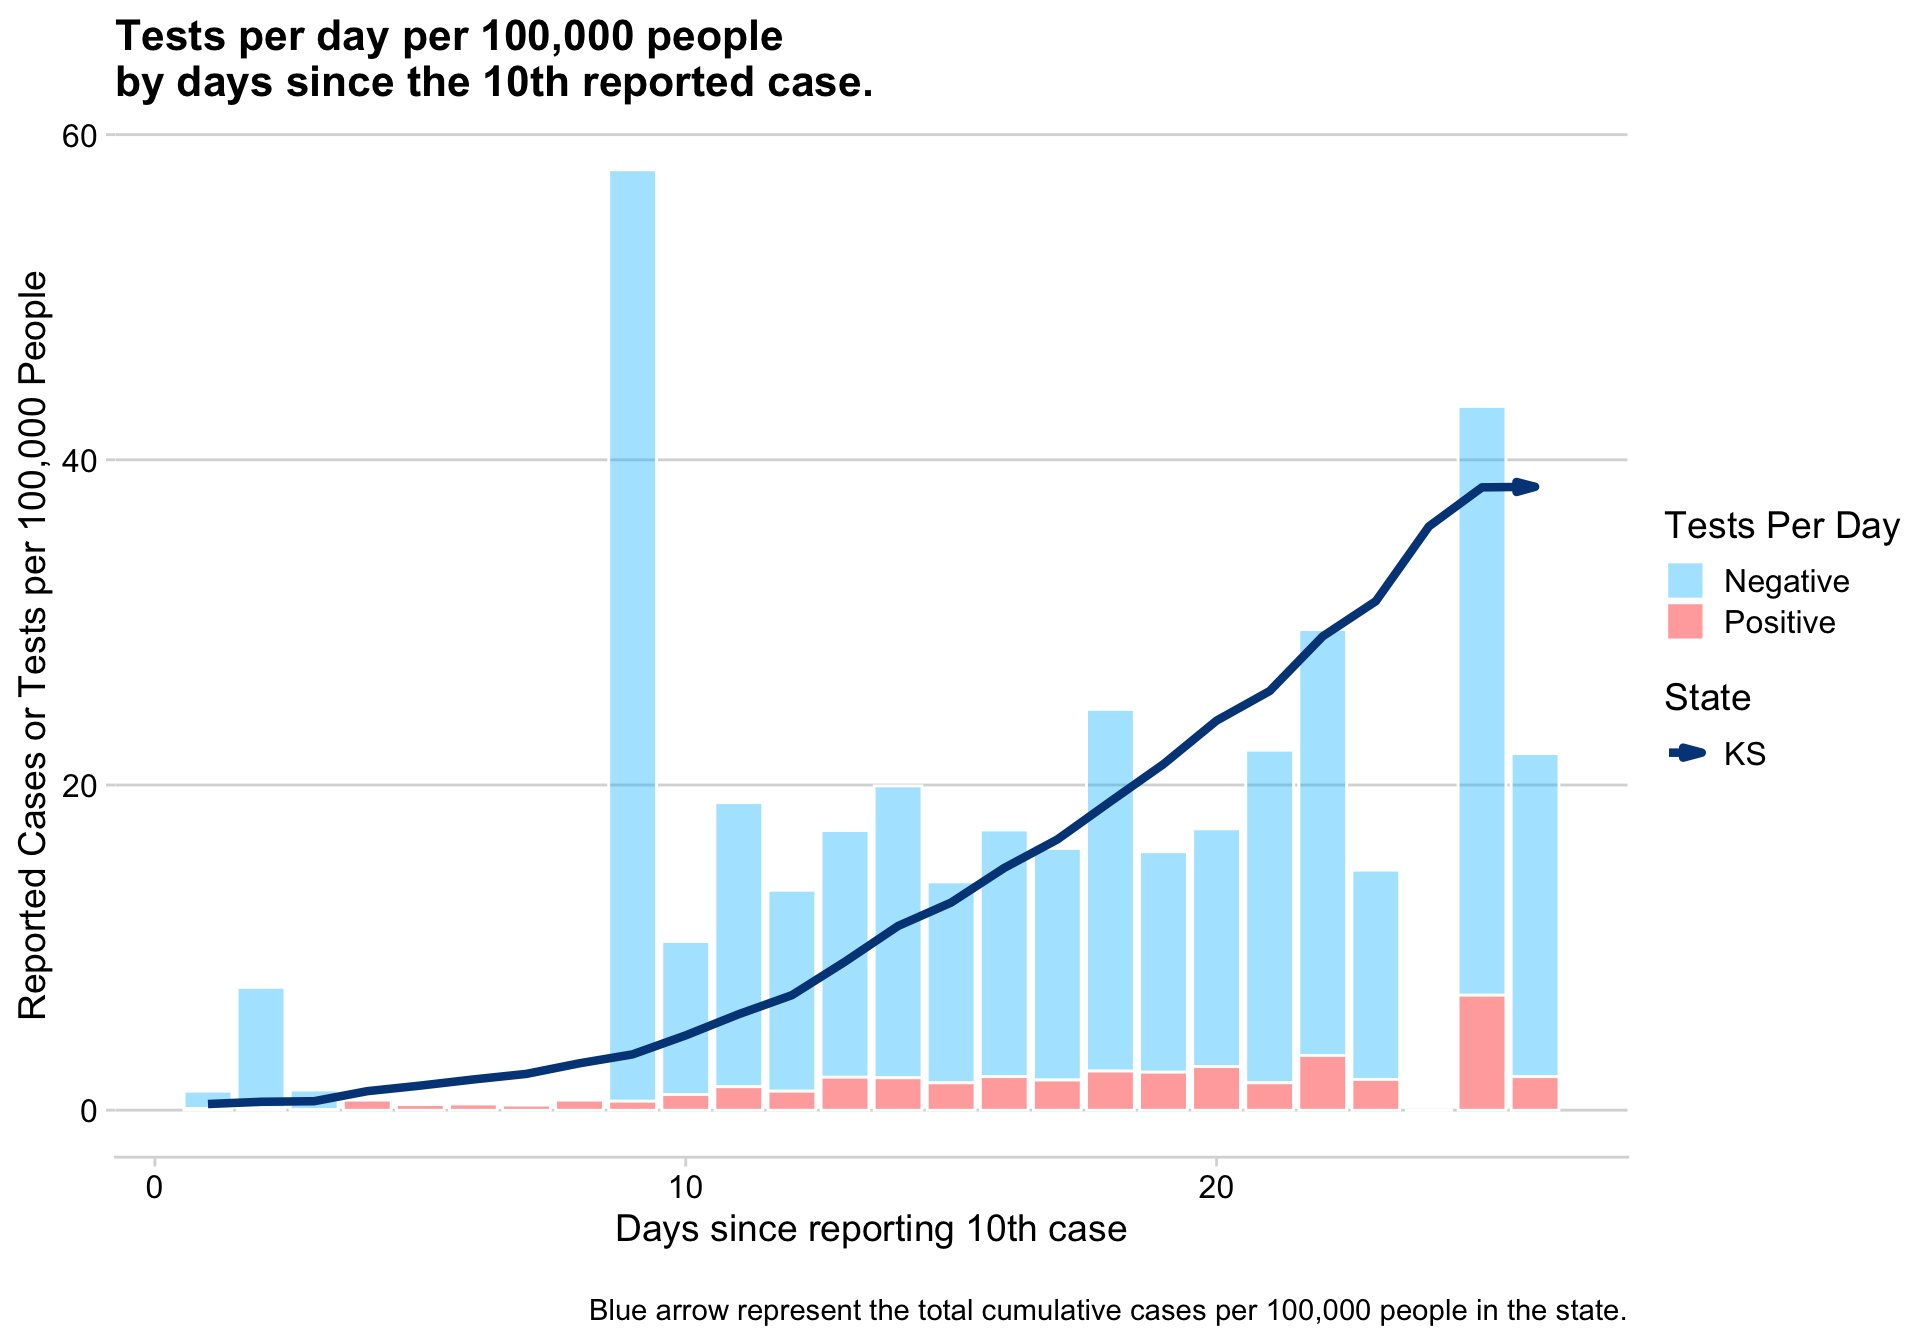 Tests per day per 100,000 people
by days since the 10th reported case.
Reported Cases or Tests per 100,000 People
60
40
20
0
0
10
20
Days since reporting 10th case
Tests Per Day
Negative
Positive
State
KS
Blue arrow represent the total cumulative cases per 100,000 people in the state.